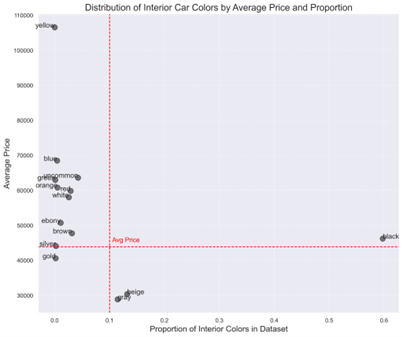 Distribution of Interior Car Colors by Average Price and Proportion
110000
yellow
100000
90000
80000
Average Price
70000
blue
uncommon
green
orange
red
60000
white
ebony
50000
brown
black
Avg Price
silver
gold
40000
beige
gray
30000
0.0 0.1 0.2 0.3 0.4 0.5 0.6
Proportion of Interior Colors in Dataset